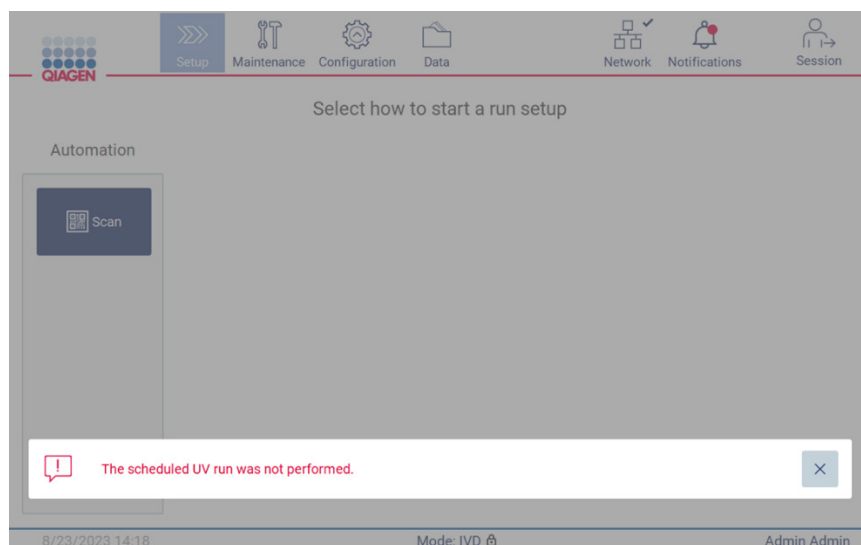 QIAGEN
Setup
Maintenance
Configuration
Data
Network
Notifications
Session
Select how to start a run setup
Automation
Scan
The scheduled UV run was not performed.
8/23/2023 14:18
Mode: IVD
Admin Admin